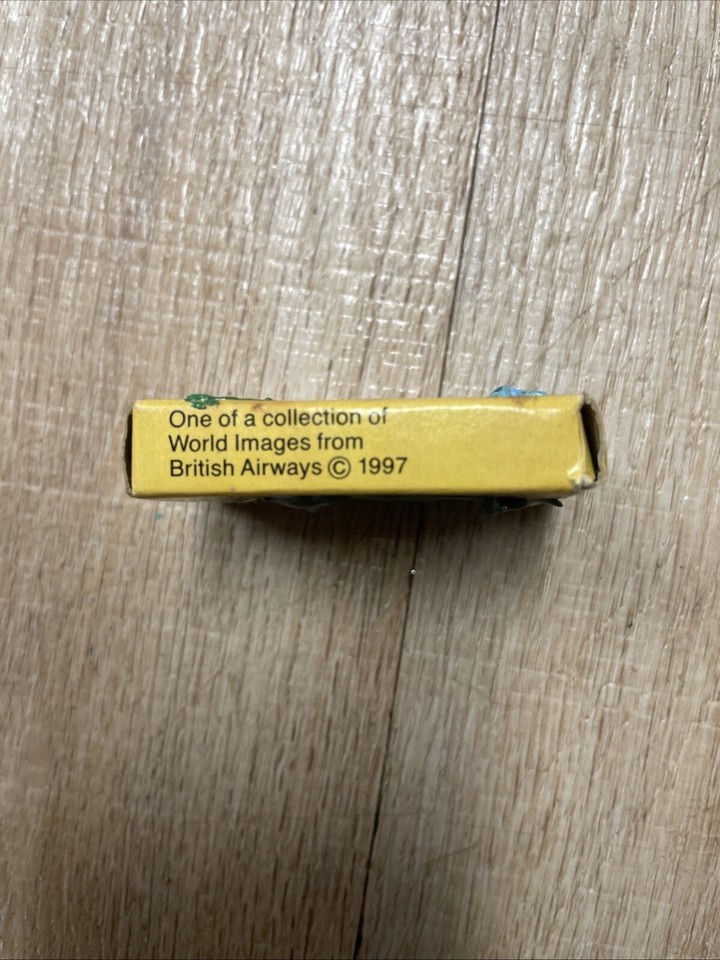 One of a collection of
World Images from
British Airways © 1997